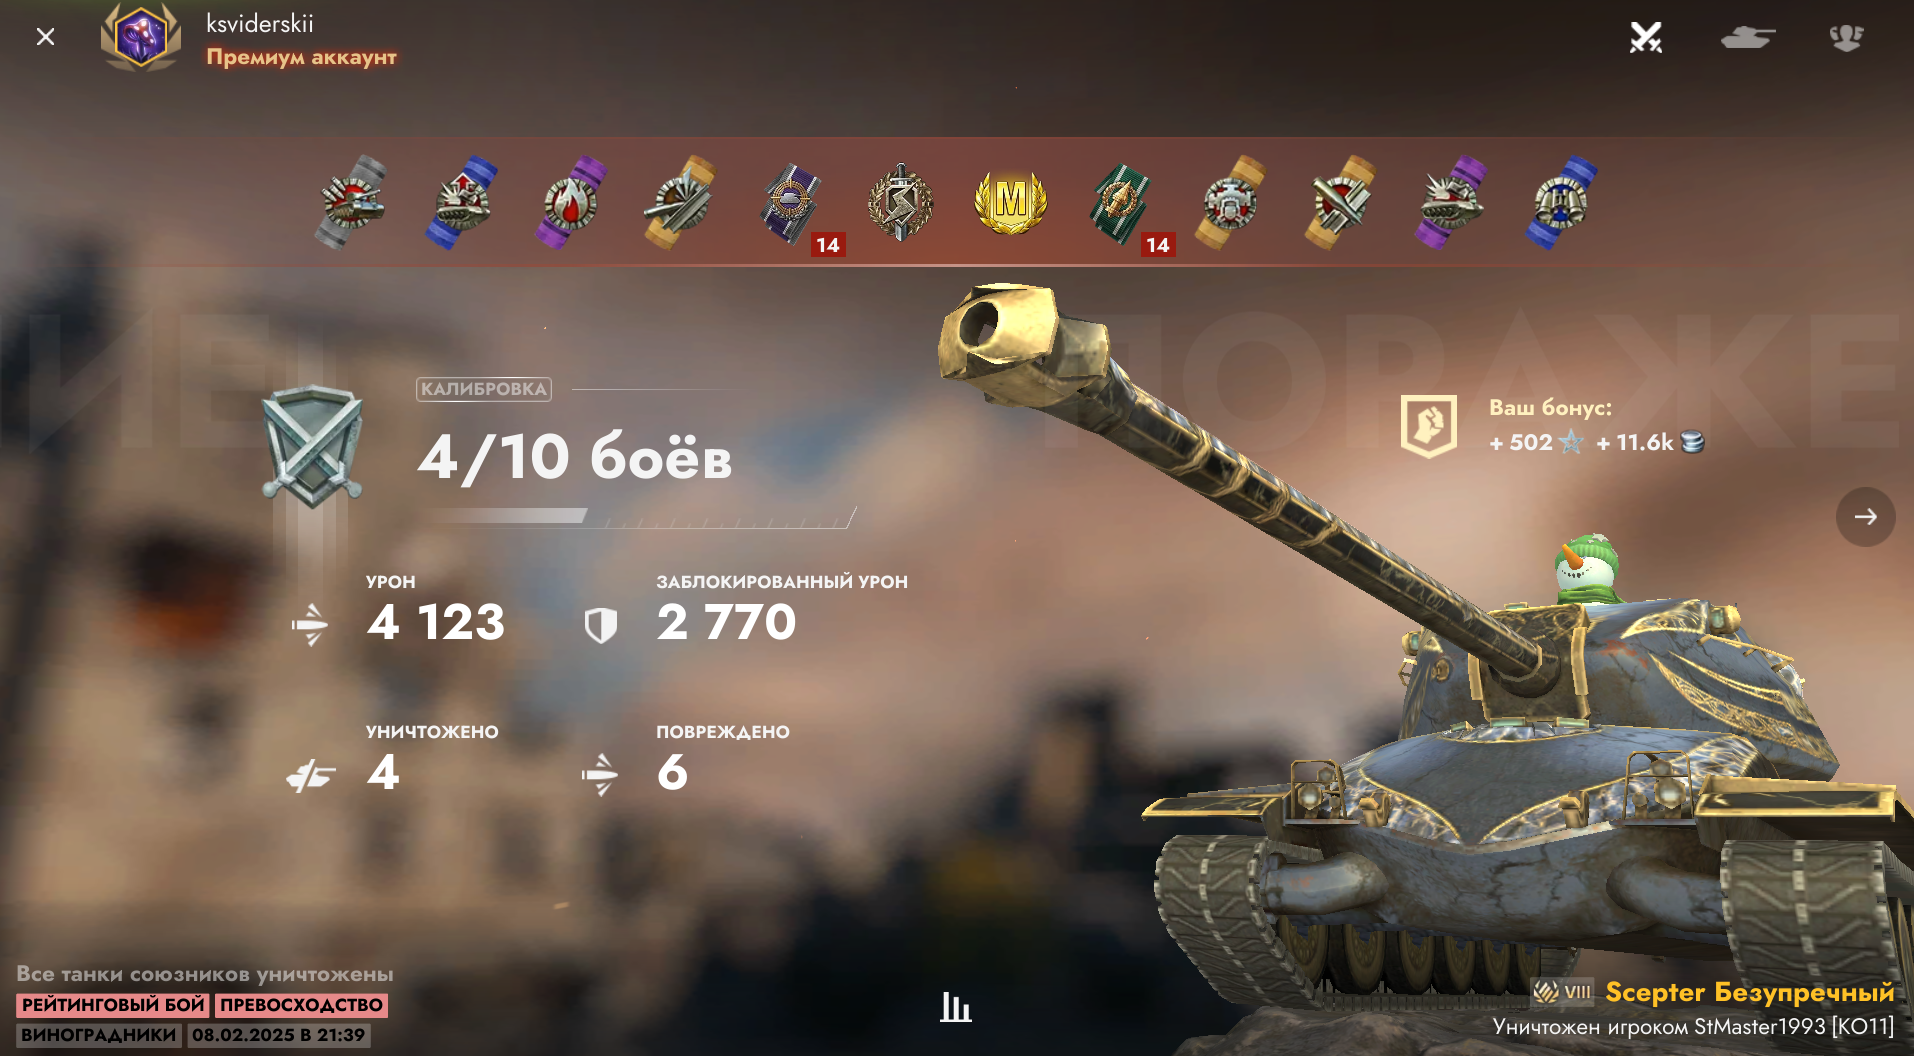 ksviderskii
Премиум аккаунт
M
14
14
ПОРАЖЕ
ИЕ
КАЛИБРОВКА
4/10 боёв
Ваш бонус:
+ 502 + 11.6k
УРОН
4 123
ЗАБЛОКИРОВАННЫЙ УРОН
2 770
УНИЧТОЖЕНО
4
ПОВРЕЖДЕНО
6
Все танки союзников уничтожены
РЕЙТИНГОВЫЙ БОЙ ПРЕВОСХОДСТВО
ВИНОГРАДНИКИ 08.02.2025 В 21:39
VIII Scepter Безупречный
Уничтожен игроком StMaster1993 [KO11]